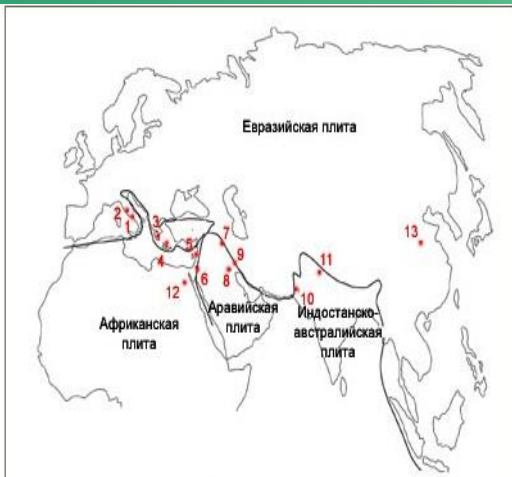 Евразийская плита
13
2
1
3
7
5
4
9
11
8
6
12
10
Аравийская
плита
Африканская
плита
Индостанско-
австралийская
плита